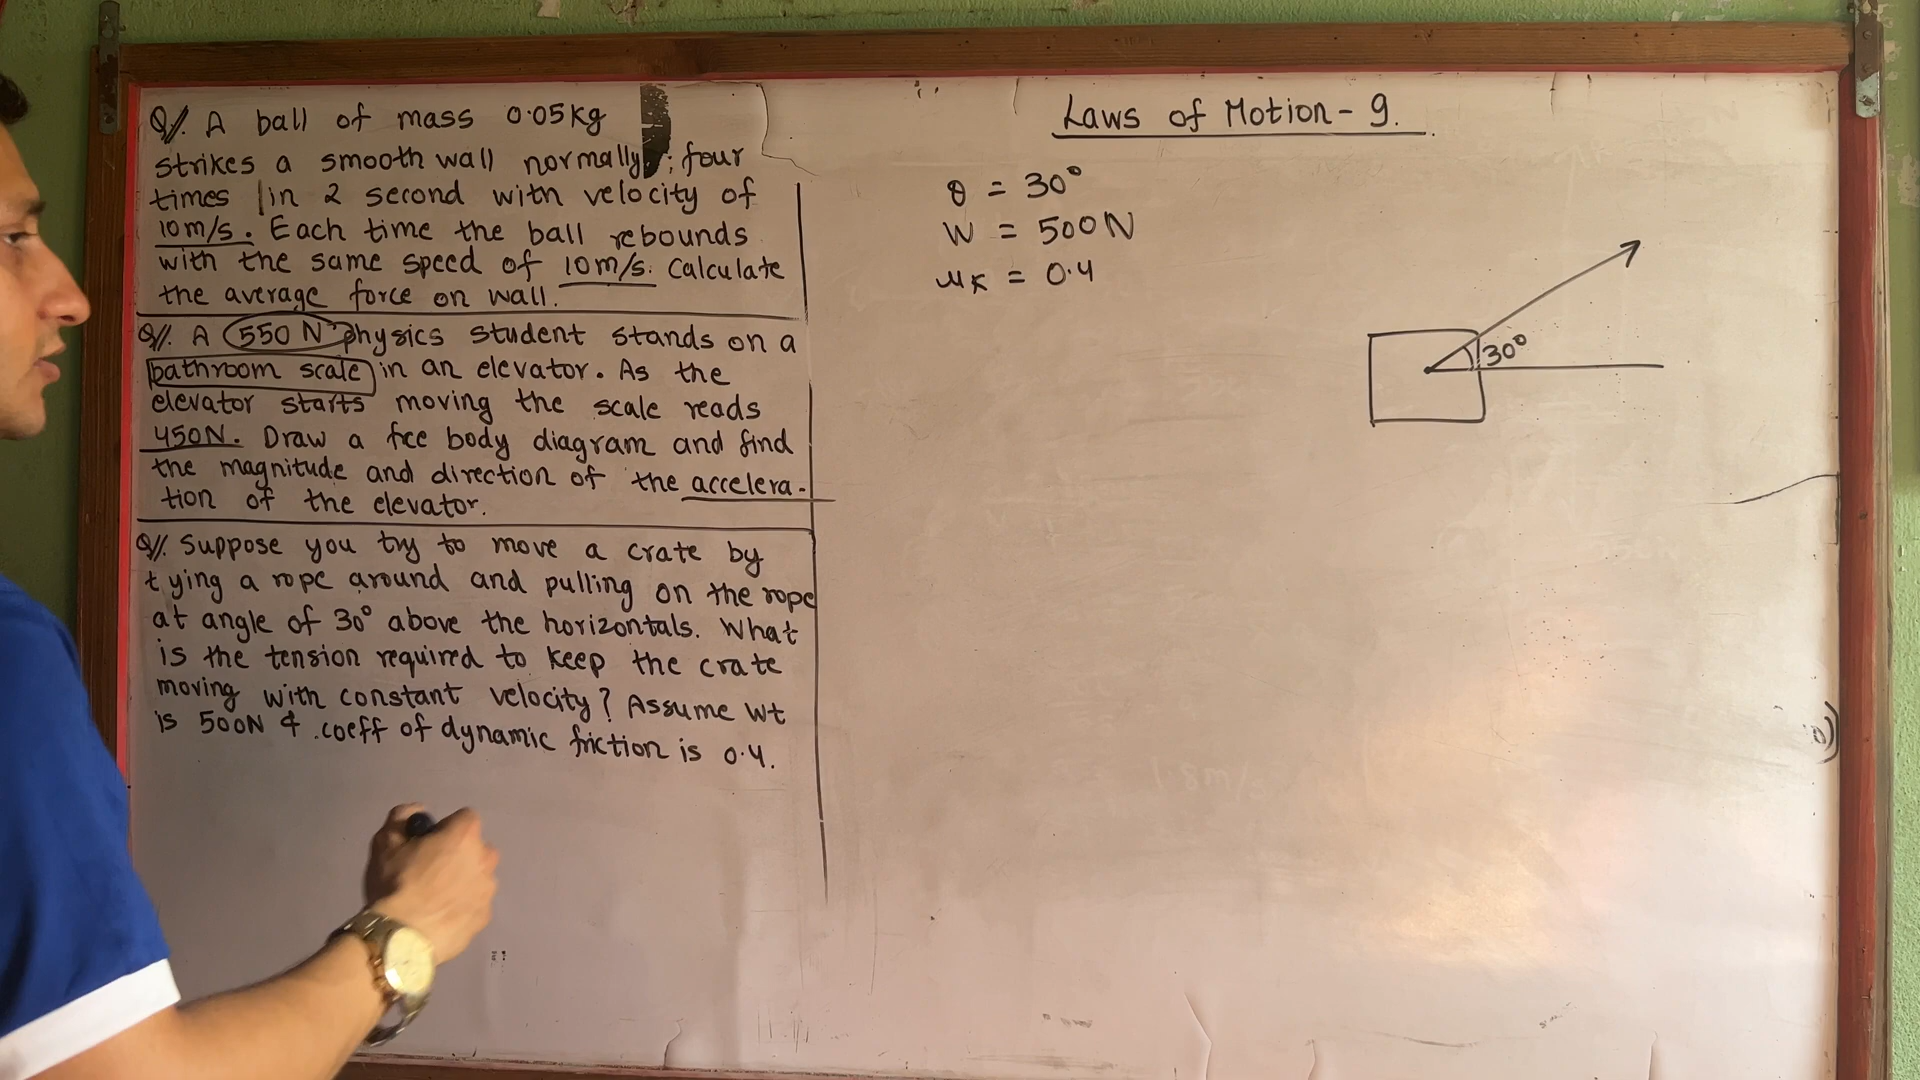 Q//. A ball of mass 0.05kg
strikes a smooth wall normally; four
times in 2 second with velocity of
10m/s. Each time the ball rebounds
with the same speed of 10m/s. Calculate
the average force on wall.
Q//. A 550 N physics student stands on a
bathroom scale in an elevator. As the
elevator starts moving the scale reads
450N. Draw a fee body diagram and find
the magnitude and direction of the accelera-
tion of the elevator.
Q//. Suppose you try to move a crate by
tying a rope around and pulling on the rope
at angle of 30° above the horizontals. What
is the tension required to keep the crate
moving with constant velocity? Assume wt
is 500N & coeff of dynamic friction is 0.4.
Laws of Motion - 9.
θ = 30°
W = 500N
μK = 0.4
30°